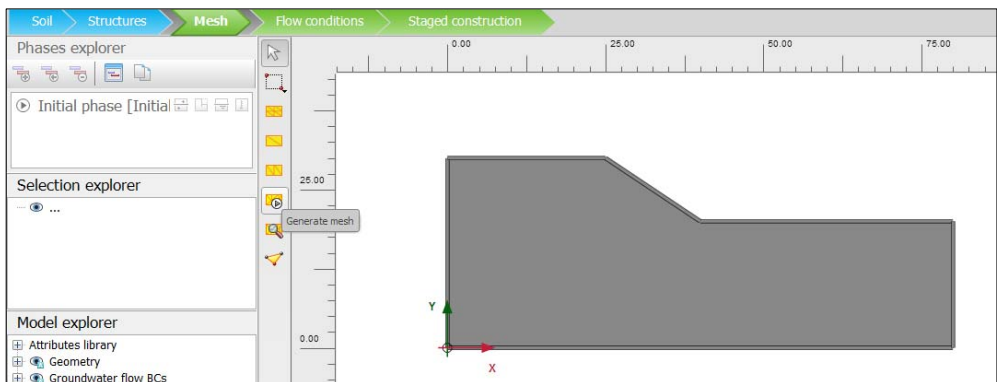 Soil Structures Mesh Flow conditions Staged construction
Phases explorer
Initial phase [Initial
Selection explorer
...
Model explorer
Attributes library
Geometry
Groundwater flow BCs
Generate mesh
0.00 25.00 50.00 75.00
25.00
0.00
Y
X